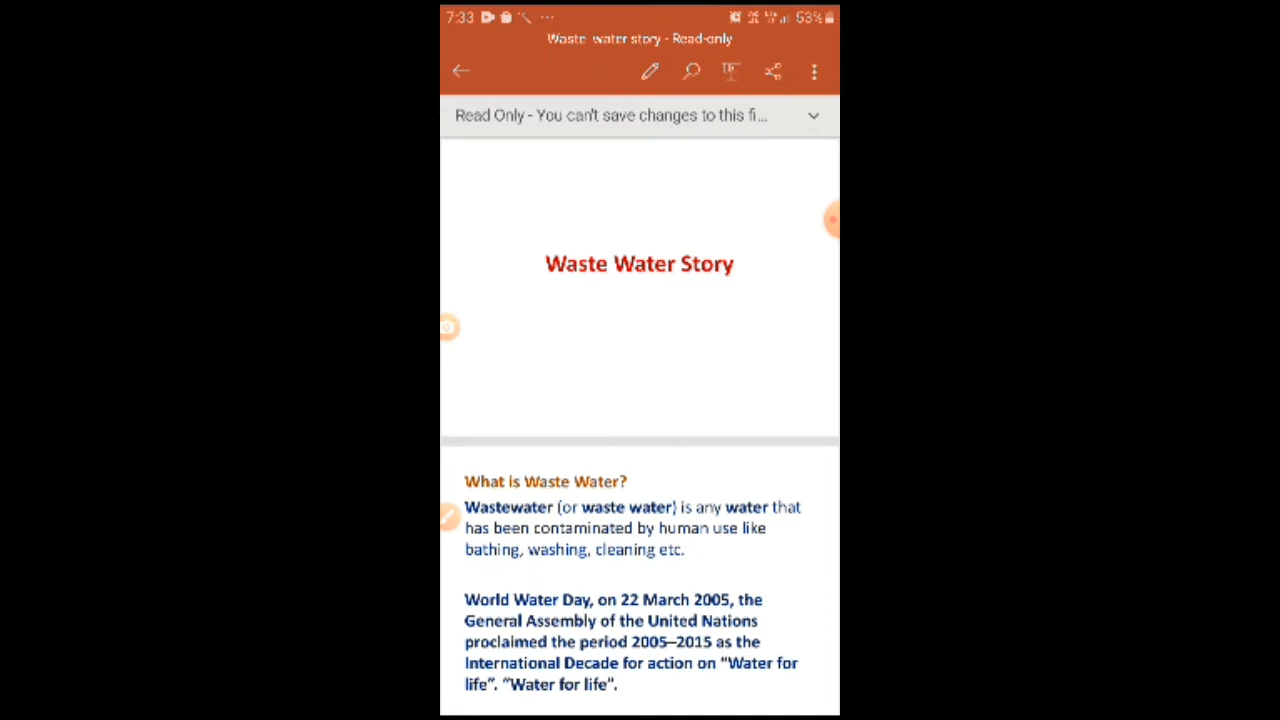 7:33 ... 53%
Waste water story - Read-only
Read Only - You can't save changes to this fi...
Waste Water Story
What is Waste Water?
Wastewater (or waste water) is any water that
has been contaminated by human use like
bathing, washing, cleaning etc.
World Water Day, on 22 March 2005, the
General Assembly of the United Nations
proclaimed the period 2005–2015 as the
International Decade for action on "Water for
life". "Water for life".